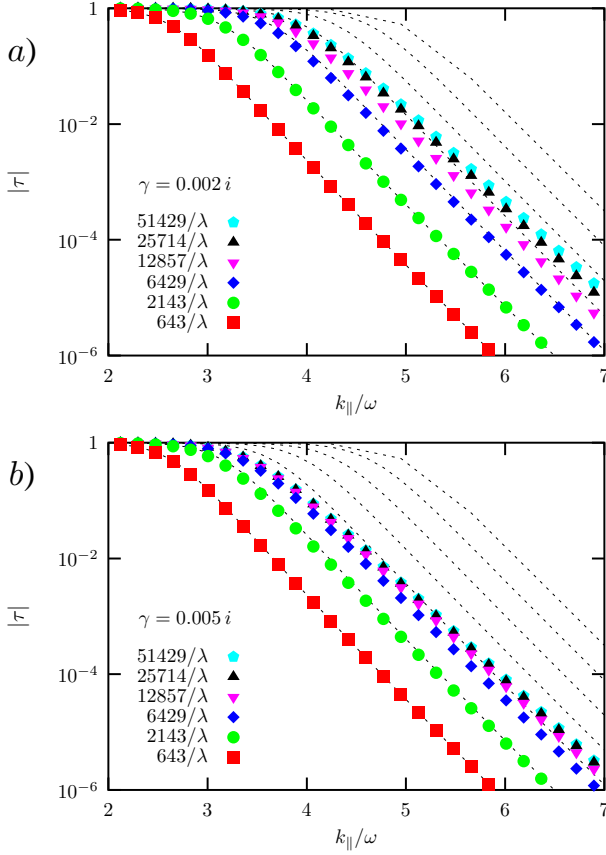 a)
1
10⁻²
10⁻⁴
10⁻⁶
|τ|
γ = 0.002 i
51429/λ
25714/λ
12857/λ
6429/λ
2143/λ
643/λ
2 3 4 5 6 7
k∥/ω
b)
1
10⁻²
10⁻⁴
10⁻⁶
|τ|
γ = 0.005 i
51429/λ
25714/λ
12857/λ
6429/λ
2143/λ
643/λ
2 3 4 5 6 7
k∥/ω